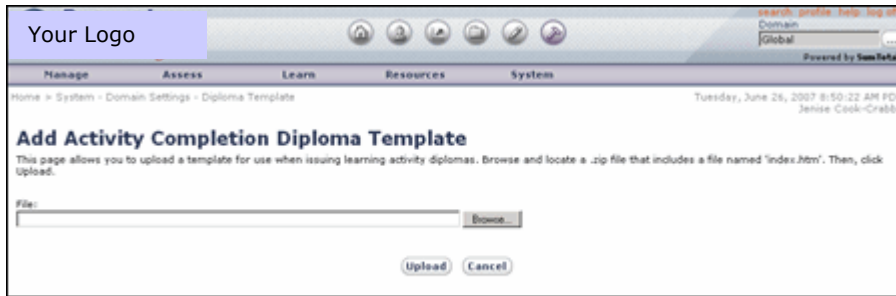 search profile help log off
Your Logo
Domain
Global
...
Powered by SumTotal
Manage Assess Learn Resources System
Home > System - Domain Settings - Diploma Template
Tuesday, June 26, 2007 8:50:22 AM PD
Jenise Cook-Crabb
Add Activity Completion Diploma Template
This page allows you to upload a template for use when issuing learning activity diplomas. Browse and locate a .zip file that includes a file named 'index.htm'. Then, click
Upload.
File:
Browse...
Upload Cancel